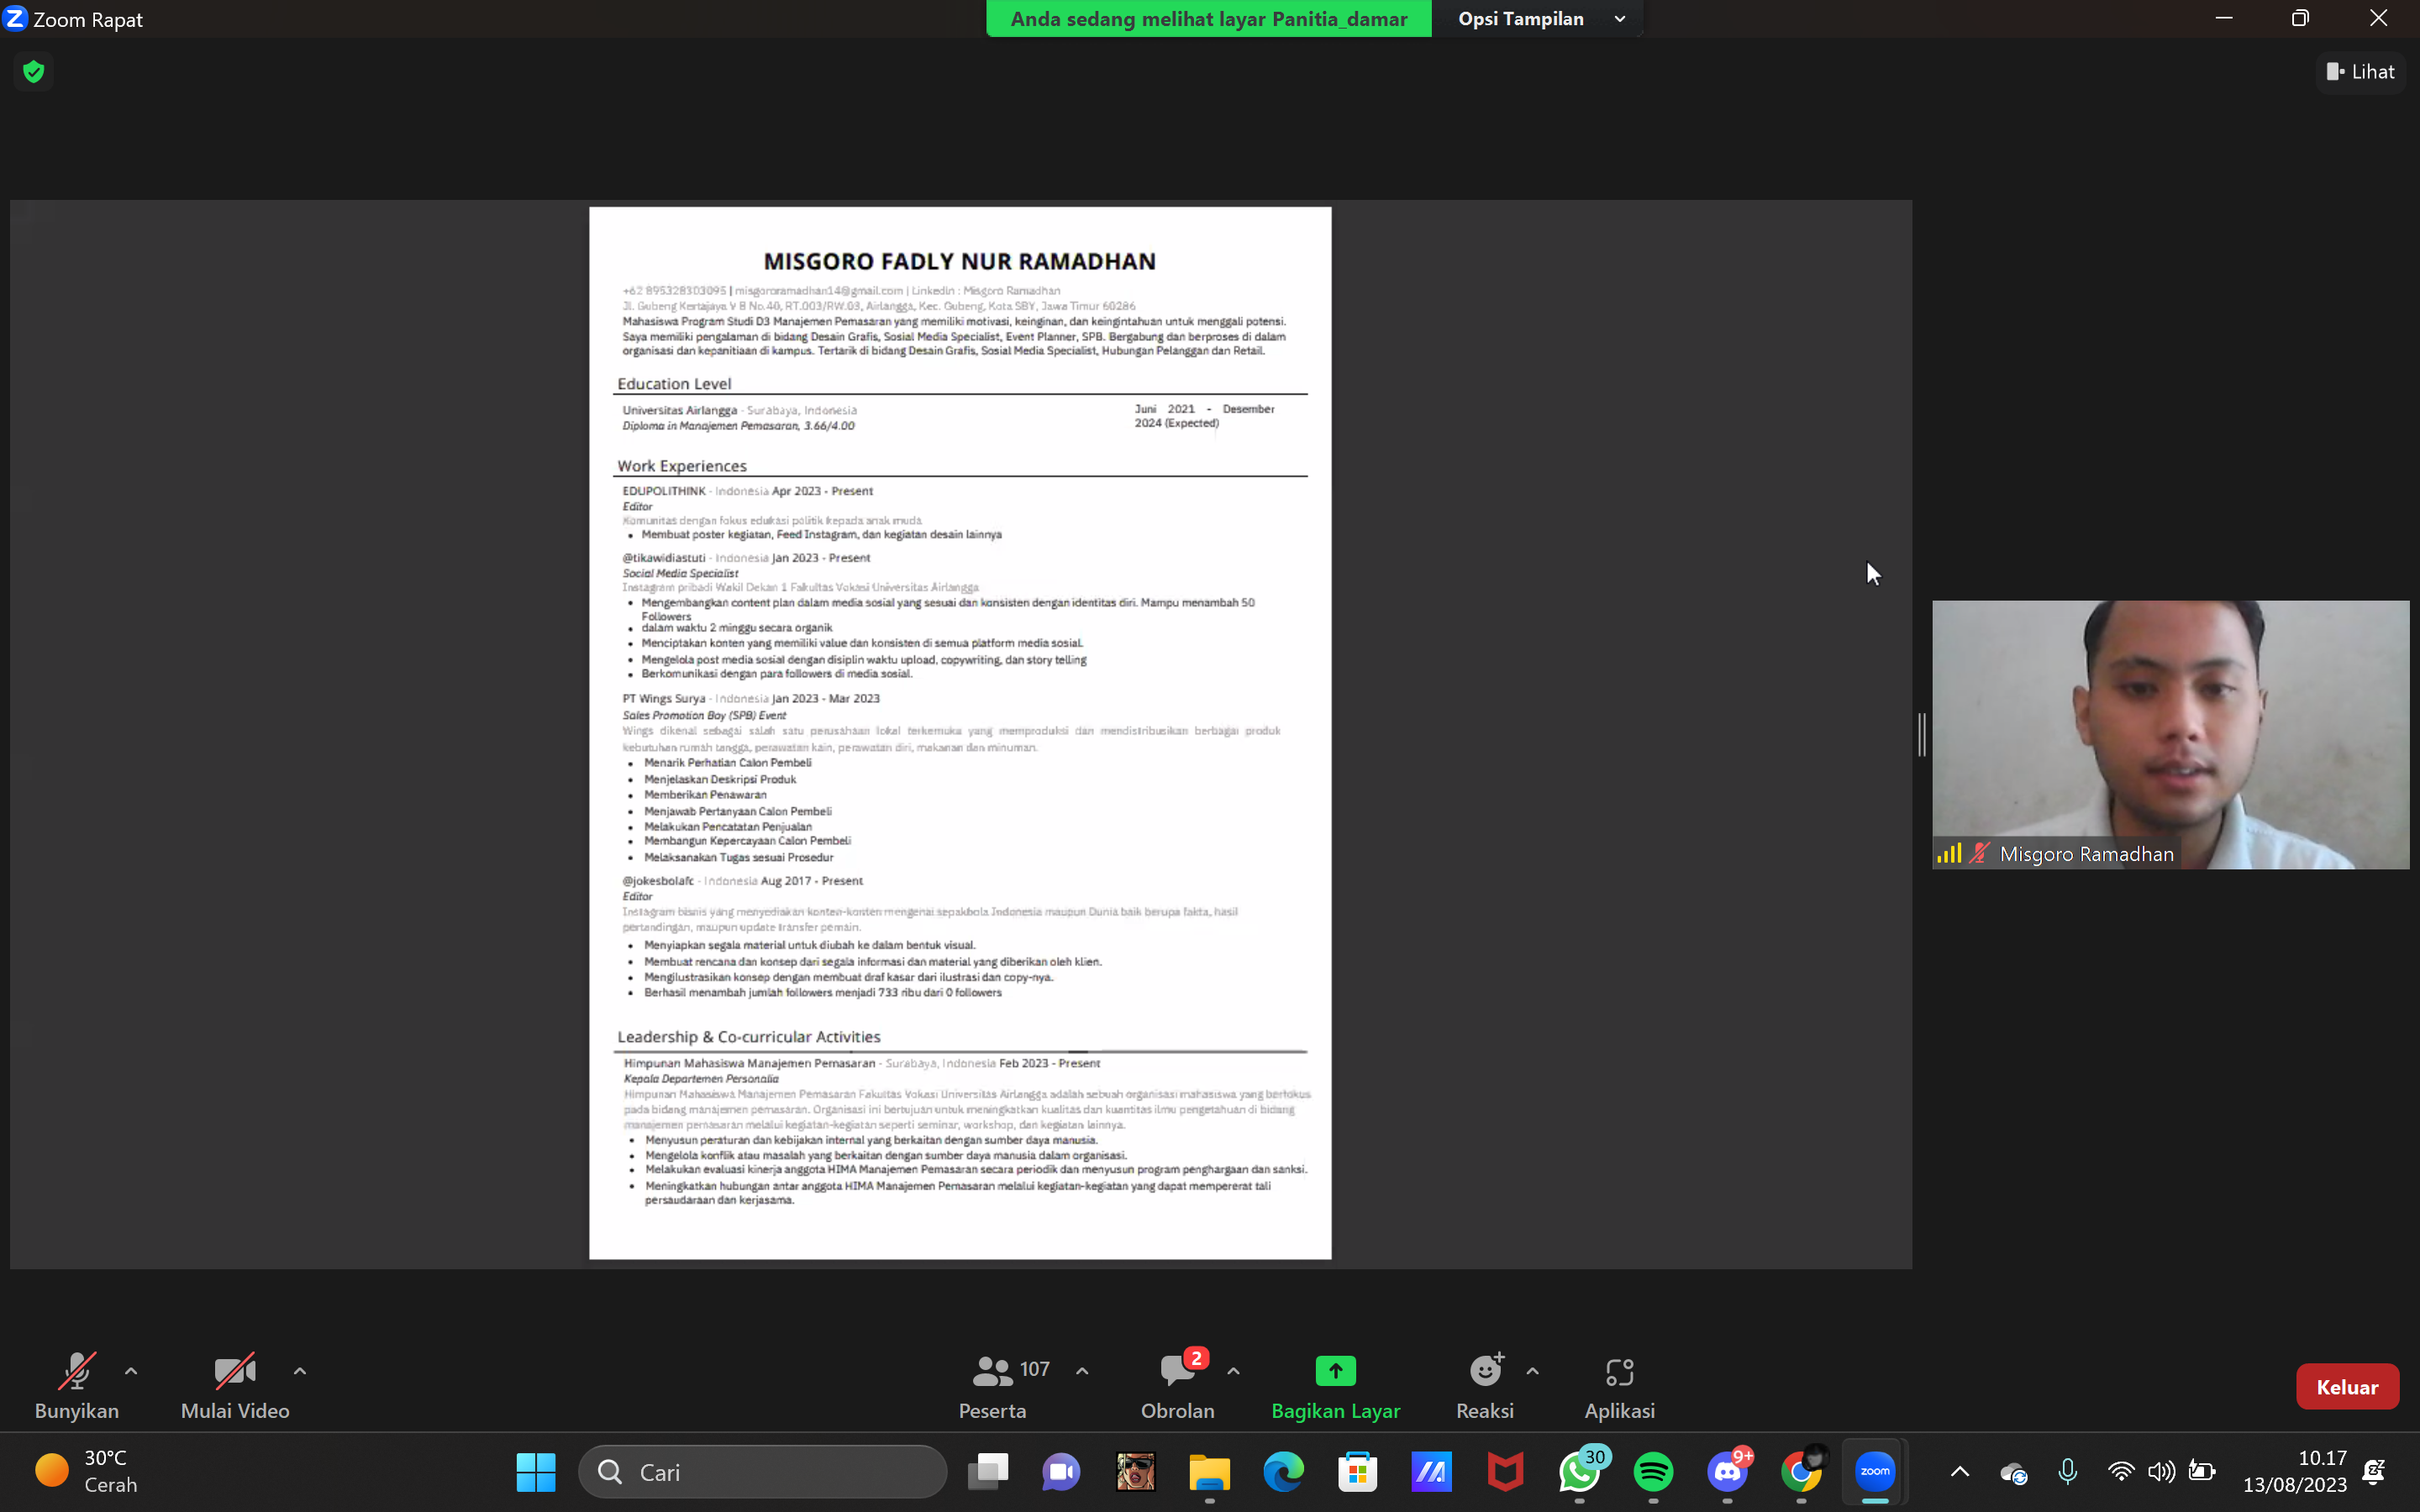 Zoom Rapat
Anda sedang melihat layar Panitia_damar
Opsi Tampilan
Lihat
MISGORO FADLY NUR RAMADHAN
+62 895328303095 | misgororamadhan14@gmail.com | LinkedIn : Misgoro Ramadhan
Jl. Gubeng Kertajaya V B No.40, RT.003/RW.03, Airlangga, Kec. Gubeng, Kota SBY, Jawa Timur 60286
Mahasiswa Program Studi D3 Manajemen Pemasaran yang memiliki motivasi, keinginan, dan keingintahuan untuk menggali potensi.
Saya memiliki pengalaman di bidang Desain Grafis, Sosial Media Specialist, Event Planner, SPB. Bergabung dan berproses di dalam
organisasi dan kepanitiaan di kampus. Tertarik di bidang Desain Grafis, Sosial Media Specialist, Hubungan Pelanggan dan Retail.
Education Level
Universitas Airlangga - Surabaya, Indonesia
Juni 2021 - Desember
Diploma in Manajemen Pemasaran, 3.66/4.00
2024 (Expected)
Work Experiences
EDUPOLITHINK - Indonesia Apr 2023 - Present
Editor
Komunitas dengan fokus edukasi politik kepada anak muda
• Membuat poster kegiatan, Feed Instagram, dan kegiatan desain lainnya
@tikawidiastuti - Indonesia Jan 2023 - Present
Social Media Specialist
Instagram pribadi Wakil Dekan 1 Fakultas Vokasi Universitas Airlangga
• Mengembangkan content plan dalam media sosial yang sesuai dan konsisten dengan identitas diri. Mampu menambah 50
Followers
• dalam waktu 2 minggu secara organik
• Menciptakan konten yang memiliki value dan konsisten di semua platform media sosial.
• Mengelola post media sosial dengan disiplin waktu upload, copywriting, dan story telling
• Berkomunikasi dengan para followers di media sosial.
PT Wings Surya - Indonesia Jan 2023 - Mar 2023
Sales Promotion Boy (SPB) Event
Wings dikenal sebagai salah satu perusahaan lokal terkemuka yang memproduksi dan mendistribusikan berbagai produk
kebutuhan rumah tangga, perawatan kain, perawatan diri, makanan dan minuman.
• Menarik Perhatian Calon Pembeli
• Menjelaskan Deskripsi Produk
• Memberikan Penawaran
• Menjawab Pertanyaan Calon Pembeli
• Melakukan Pencatatan Penjualan
• Membangun Kepercayaan Calon Pembeli
• Melaksanakan Tugas sesuai Prosedur
@jokesbolafc - Indonesia Aug 2017 - Present
Editor
Instagram bisnis yang menyediakan konten-konten mengenai sepakbola Indonesia maupun Dunia baik berupa fakta, hasil
pertandingan, maupun update transfer pemain.
• Menyiapkan segala material untuk diubah ke dalam bentuk visual.
• Membuat rencana dan konsep dari segala informasi dan material yang diberikan oleh klien.
• Mengilustrasikan konsep dengan membuat draf kasar dari ilustrasi dan copy-nya.
• Berhasil menambah jumlah followers menjadi 733 ribu dari 0 followers
Leadership & Co-curricular Activities
Himpunan Mahasiswa Manajemen Pemasaran - Surabaya, Indonesia Feb 2023 - Present
Kepala Departemen Personalia
Himpunan Mahasiswa Manajemen Pemasaran Fakultas Vokasi Universitas Airlangga adalah sebuah organisasi mahasiswa yang berfokus
pada bidang manajemen pemasaran. Organisasi ini bertujuan untuk meningkatkan kualitas dan kuantitas ilmu pengetahuan di bidang
manajemen pemasaran melalui kegiatan-kegiatan seperti seminar, workshop, dan kegiatan lainnya.
• Menyusun peraturan dan kebijakan internal yang berkaitan dengan sumber daya manusia.
• Mengelola konflik atau masalah yang berkaitan dengan sumber daya manusia dalam organisasi.
• Melakukan evaluasi kinerja anggota HIMA Manajemen Pemasaran secara periodik dan menyusun program penghargaan dan sanksi.
• Meningkatkan hubungan antar anggota HIMA Manajemen Pemasaran melalui kegiatan-kegiatan yang dapat mempererat tali
persaudaraan dan kerjasama.
Misgoro Ramadhan
Bunyikan
Mulai Video
107
Peserta
2
Obrolan
Bagikan Layar
Reaksi
Aplikasi
Keluar
30°C
Cerah
Cari
30
9+
zoom
10.17
13/08/2023